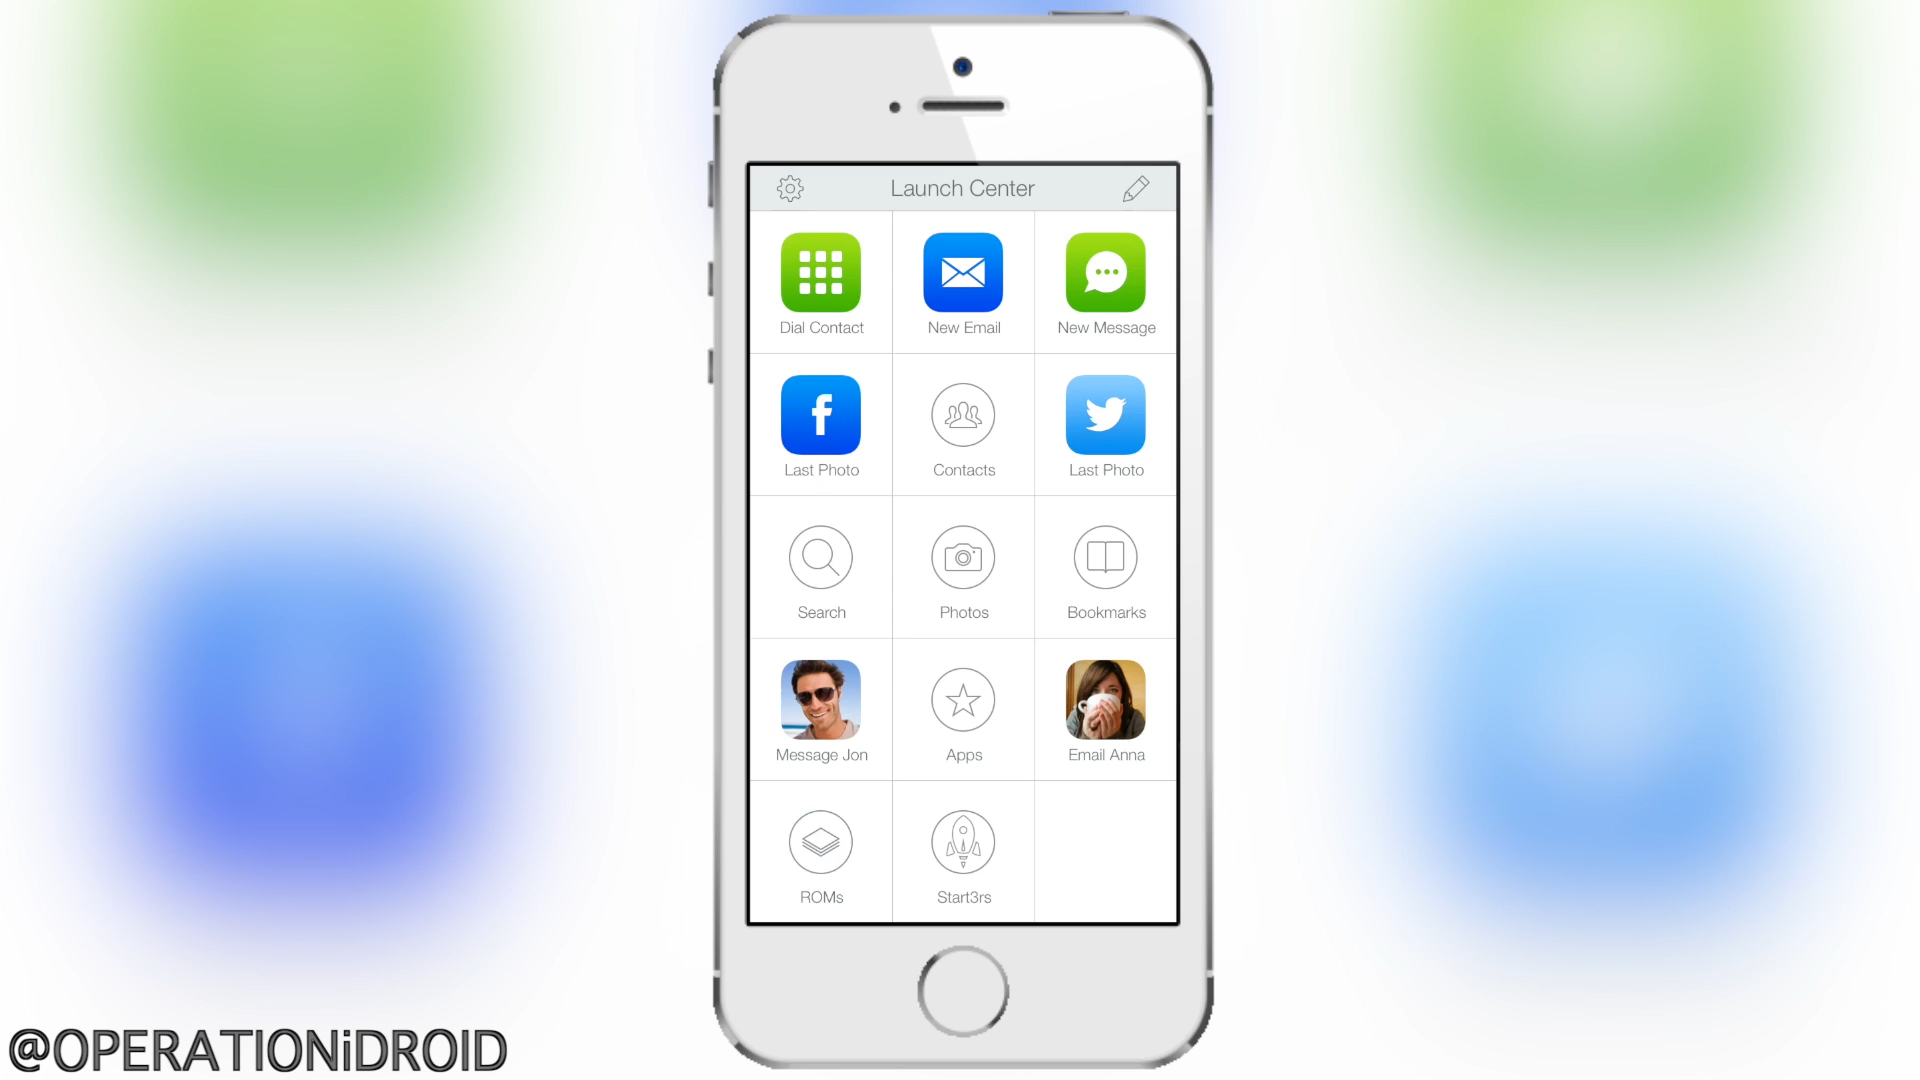 Launch Center
Dial Contact
New Email
New Message
Last Photo
Contacts
Last Photo
Search
Photos
Bookmarks
Message Jon
Apps
Email Anna
ROMs
Start3rs
@OPERATIONiDROID